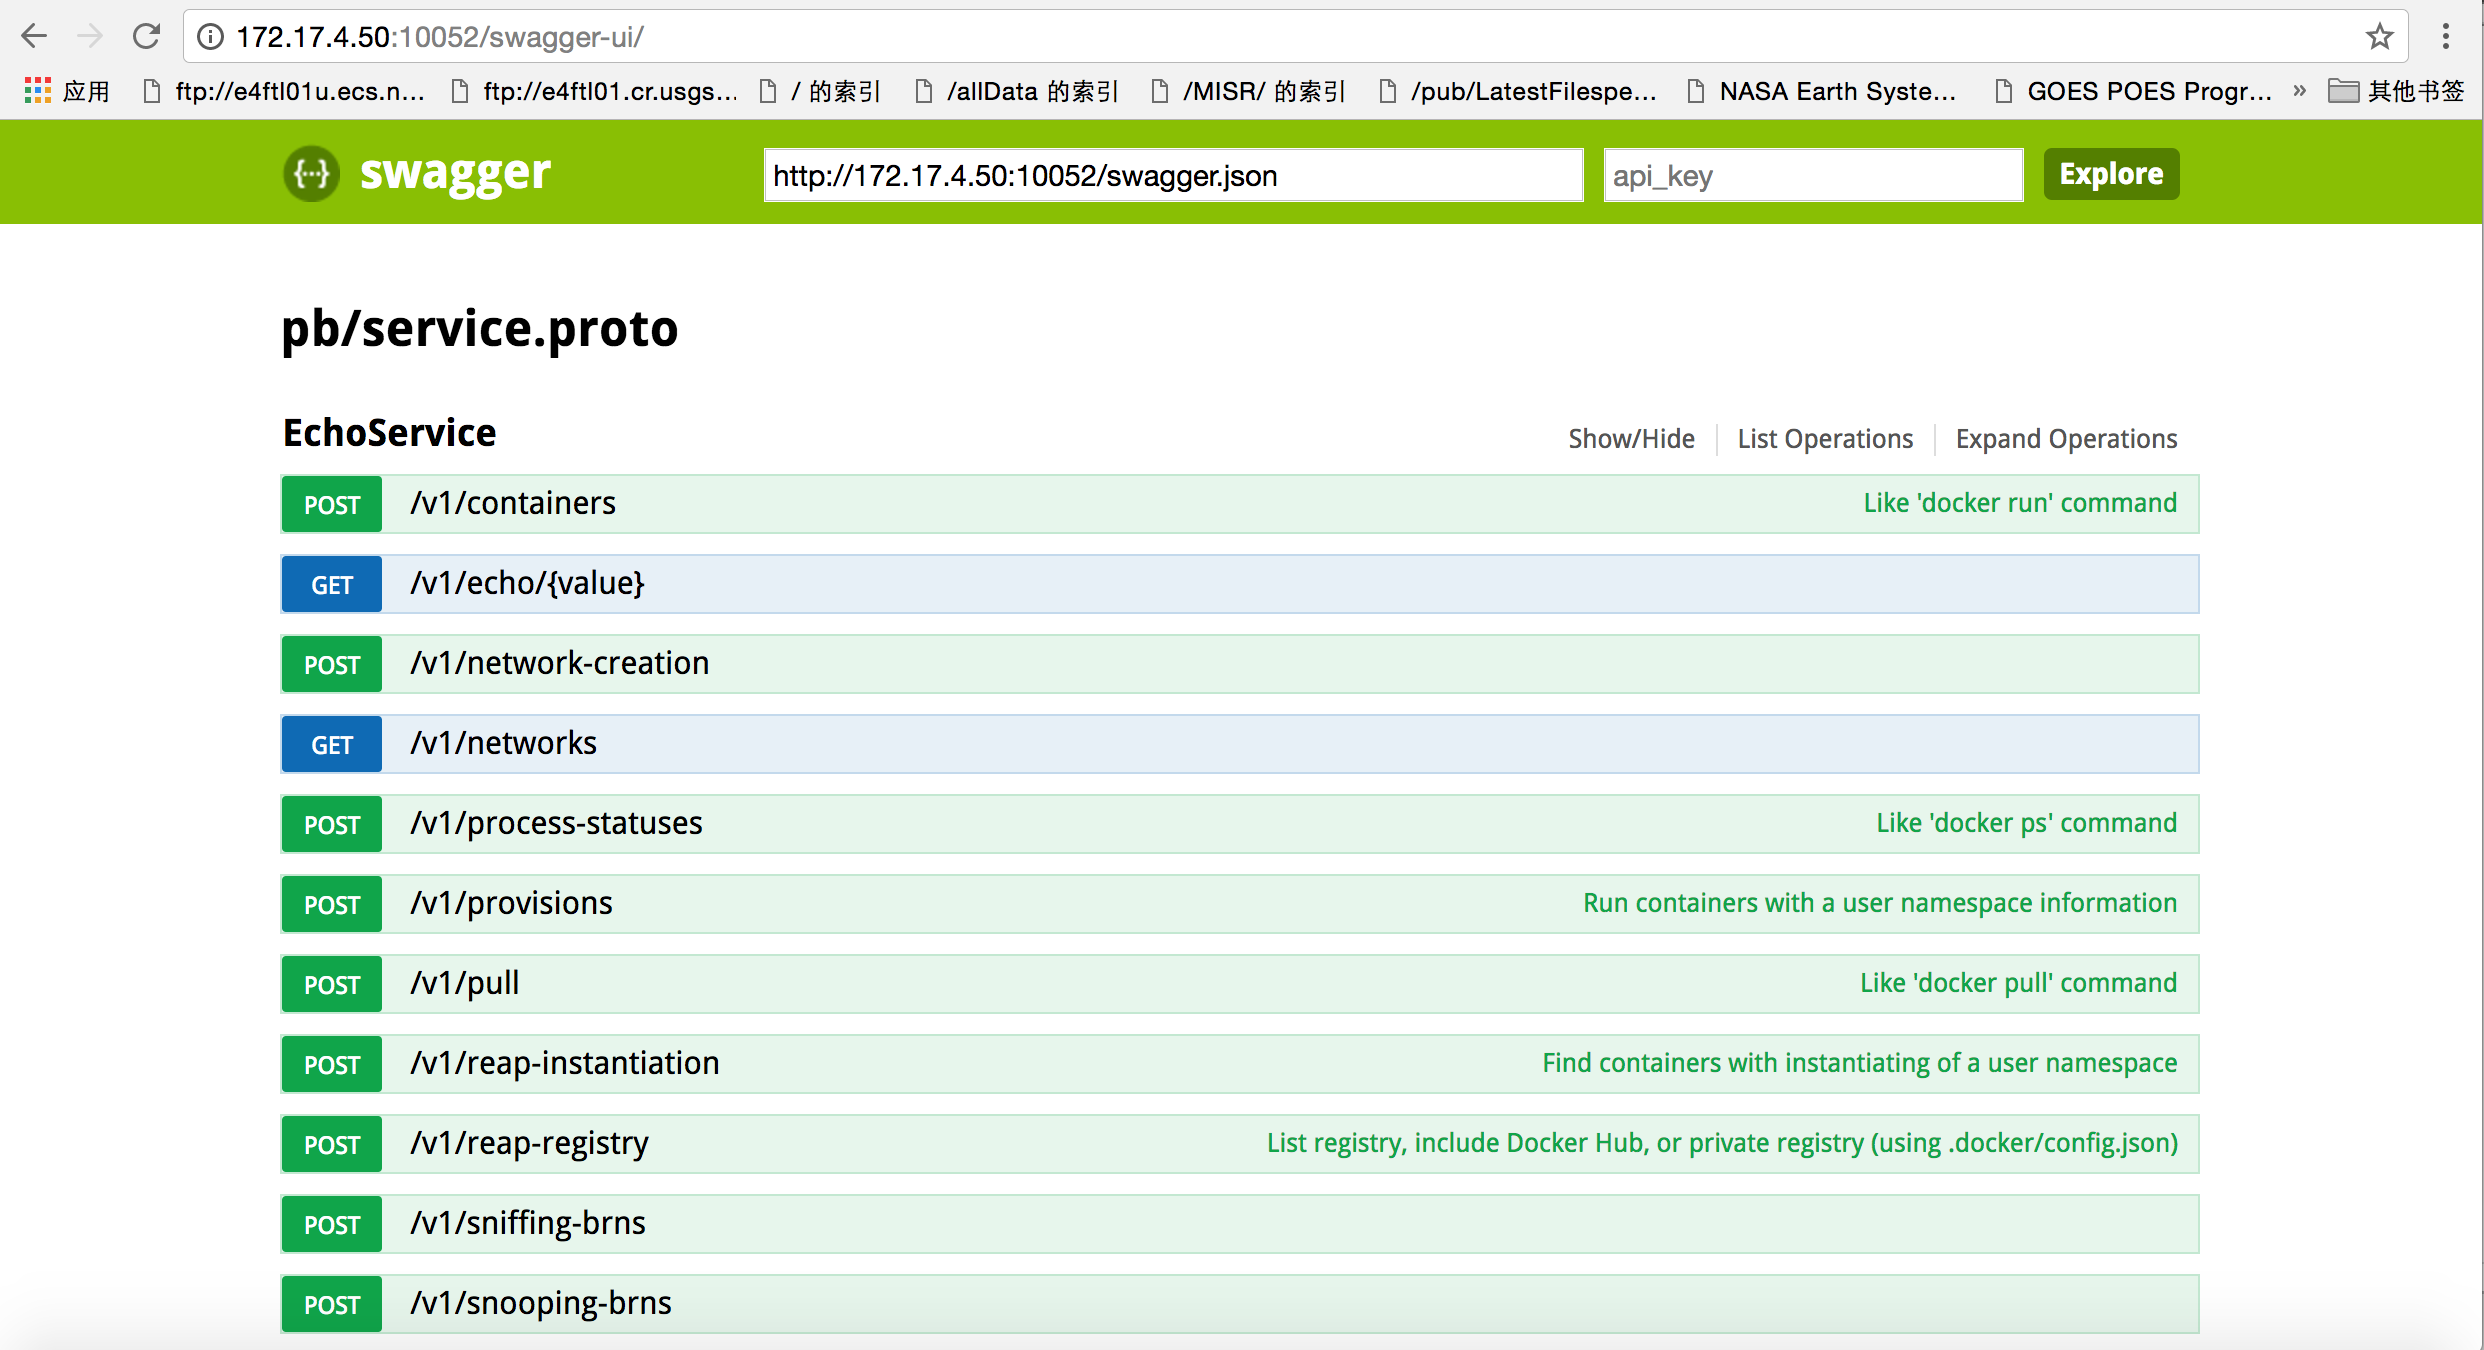 172.17.4.50:10052/swagger-ui/
应用 ftp://e4ftl01u.ecs.n... ftp://e4ftl01.cr.usgs... / 的索引 /allData 的索引 /MISR/ 的索引 /pub/LatestFilespe... NASA Earth Syste... GOES POES Progr... » 其他书签
{···} swagger http://172.17.4.50:10052/swagger.json api_key Explore
pb/service.proto
EchoService Show/Hide List Operations Expand Operations
POST /v1/containers Like 'docker run' command
GET /v1/echo/{value}
POST /v1/network-creation
GET /v1/networks
POST /v1/process-statuses Like 'docker ps' command
POST /v1/provisions Run containers with a user namespace information
POST /v1/pull Like 'docker pull' command
POST /v1/reap-instantiation Find containers with instantiating of a user namespace
POST /v1/reap-registry List registry, include Docker Hub, or private registry (using .docker/config.json)
POST /v1/sniffing-brns
POST /v1/snooping-brns